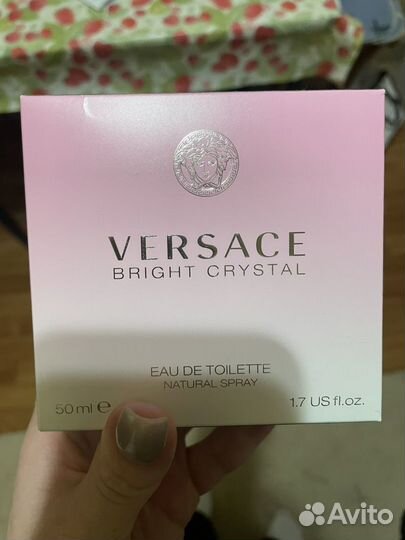 VERSACE
BRIGHT CRYSTAL
EAU DE TOILETTE
NATURAL SPRAY
50 ml ℮ 1.7 US fl.oz.
Avito